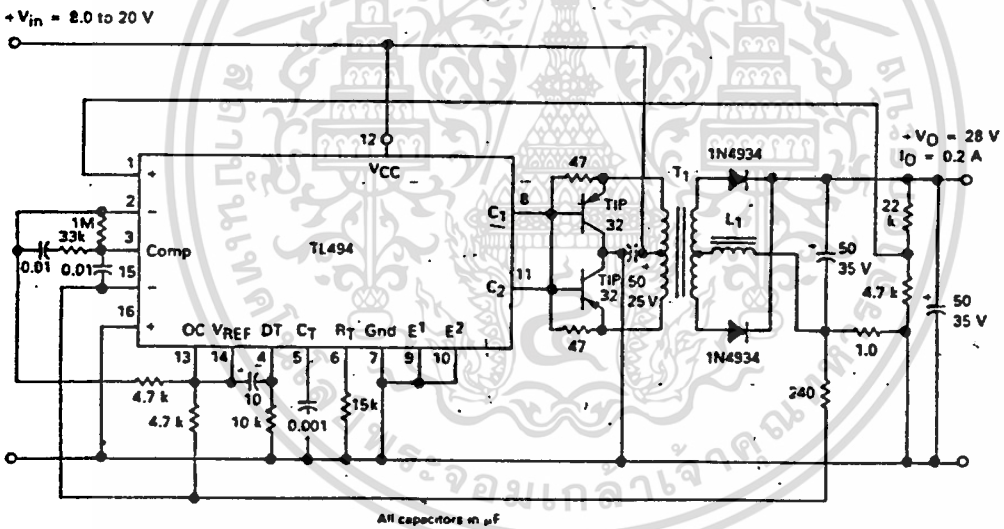 + Vin = 8.0 to 20 V
12
VCC
1
+
2
−
1M
33k
3
Comp
0.01
0.01
15
−
16
+
TL494
C1
8
C2
11
OC
VREF
DT
CT
RT
Gnd
E1
E2
13
14
4
5
6
7
9
10
4.7 k
4.7 k
+
−
10
10 k
0.001
15k
47
TIP
32
TIP
32
47
+
50
25 V
T1
1N4934
L1
1N4934
+
50
35 V
22
k
4.7 k
1.0
240
+
50
35 V
+ VO = 28 V
IO = 0.2 A
All capacitors in µF